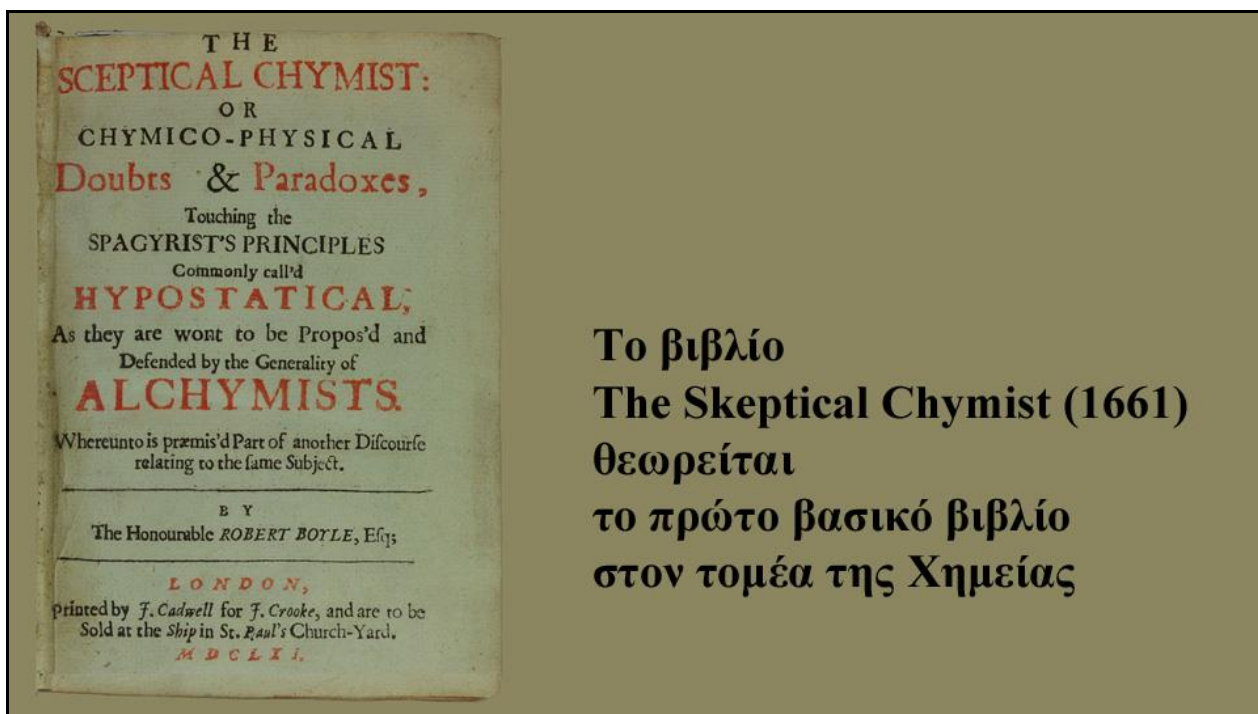 THE
SCEPTICAL CHYMIST:
OR
CHYMICO-PHYSICAL
Doubts & Paradoxes,
Touching the
SPAGYRIST'S PRINCIPLES
Commonly call'd
HYPOSTATICAL,
As they are wont to be Propos'd and
Defended by the Generality of
ALCHYMISTS.
Whereunto is præmis'd Part of another Diſcourſe
relating to the ſame Subject.
BY
The Honourable ROBERT BOYLE, Eſq;
LONDON,
Printed by J. Cadwell for J. Crooke, and are to be
Sold at the Ship in St. Paul's Church-Yard.
MDCLXI.
Το βιβλίο
The Skeptical Chymist (1661)
θεωρείται
το πρώτο βασικό βιβλίο
στον τομέα της Χημείας